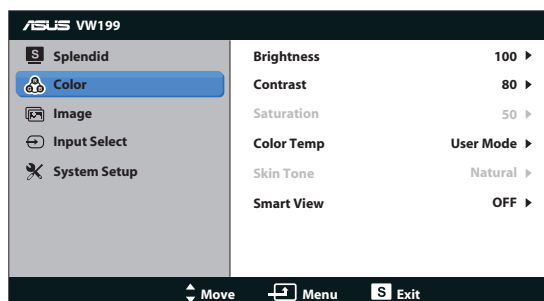 ASUS VW199
S Splendid
Color
Image
Input Select
System Setup
Brightness 100
Contrast 80
Saturation 50
Color Temp User Mode
Skin Tone Natural
Smart View OFF
Move Menu S Exit